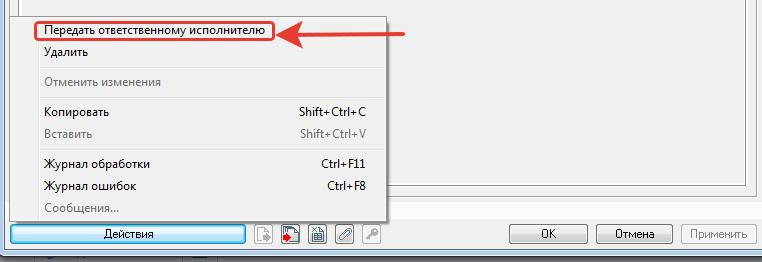 Передать ответственному исполнителю
Удалить
Отменить изменения
Копировать Shift+Ctrl+C
Вставить Shift+Ctrl+V
Журнал обработки Ctrl+F11
Журнал ошибок Ctrl+F8
Сообщения...
Действия OK Отмена Применить